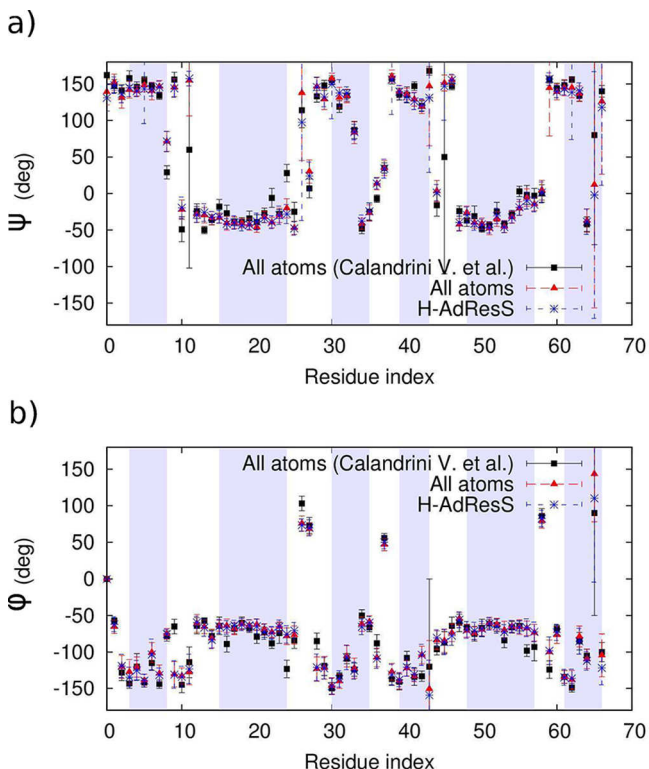 a)
150
100
50
0
-50
-100
-150
ψ (deg)
All atoms (Calandrini V. et al.)
All atoms
H-AdResS
0 10 20 30 40 50 60 70
Residue index
b)
150
100
50
0
-50
-100
-150
φ (deg)
All atoms (Calandrini V. et al.)
All atoms
H-AdResS
0 10 20 30 40 50 60 70
Residue index